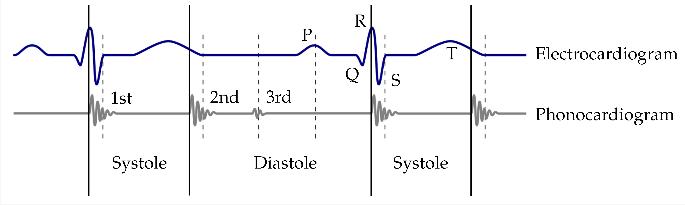 R
P
Electrocardiogram
T
Q
S
1st
2nd
3rd
Phonocardiogram
Systole
Diastole
Systole